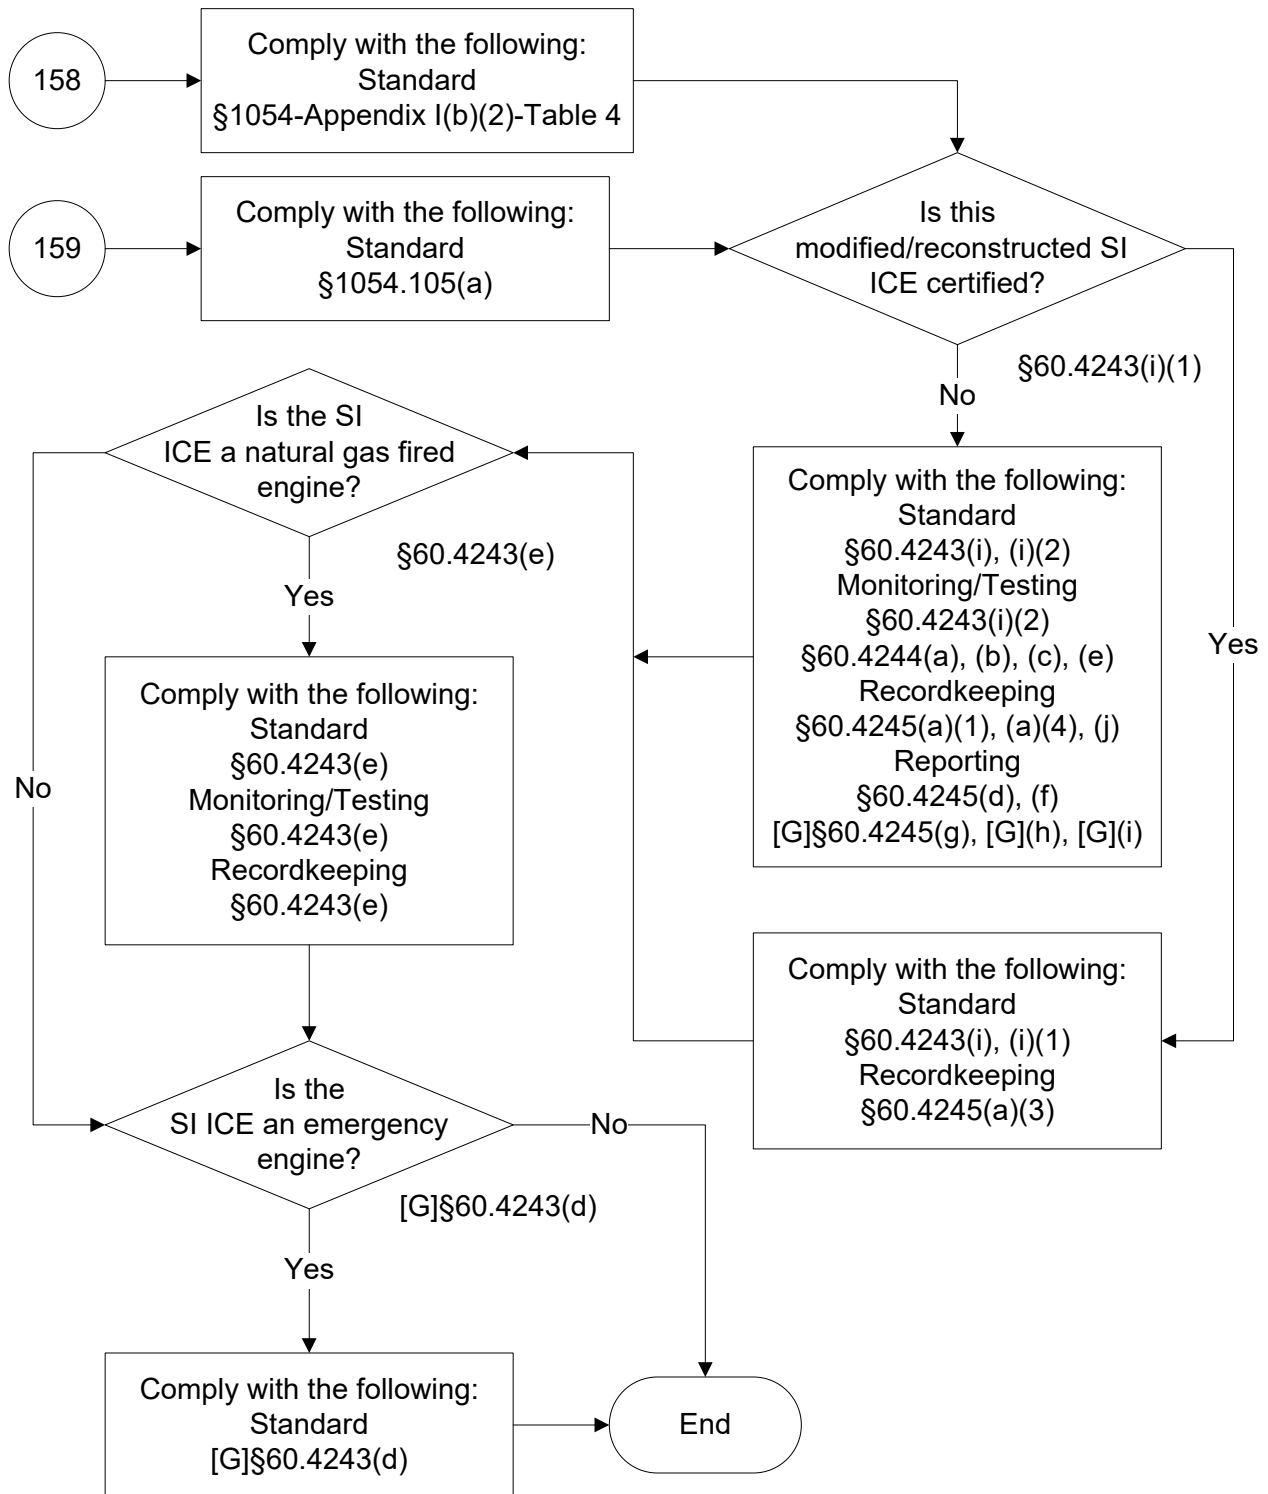 158
Comply with the following:
Standard
§1054-Appendix I(b)(2)-Table 4
159
Comply with the following:
Standard
§1054.105(a)
Is this
modified/reconstructed SI
ICE certified?
§60.4243(i)(1)
No
Yes
Comply with the following:
Standard
§60.4243(i), (i)(2)
Monitoring/Testing
§60.4243(i)(2)
§60.4244(a), (b), (c), (e)
Recordkeeping
§60.4245(a)(1), (a)(4), (j)
Reporting
§60.4245(d), (f)
[G]§60.4245(g), [G](h), [G](i)
Comply with the following:
Standard
§60.4243(i), (i)(1)
Recordkeeping
§60.4245(a)(3)
Is the SI
ICE a natural gas fired
engine?
§60.4243(e)
Yes
No
Comply with the following:
Standard
§60.4243(e)
Monitoring/Testing
§60.4243(e)
Recordkeeping
§60.4243(e)
Is the
SI ICE an emergency
engine?
No
[G]§60.4243(d)
Yes
Comply with the following:
Standard
[G]§60.4243(d)
End